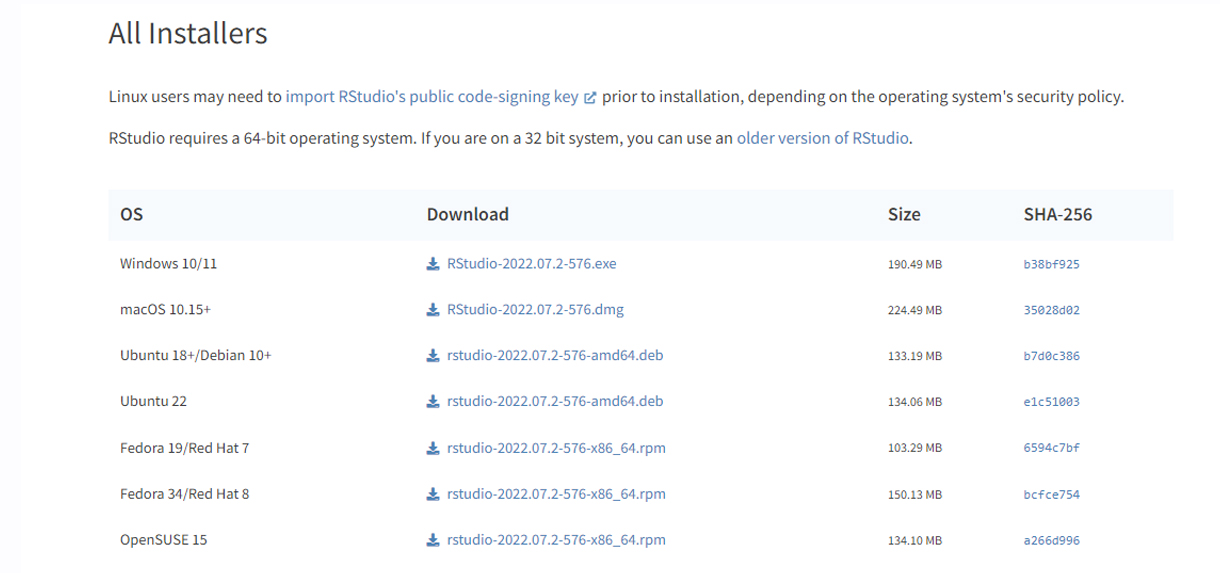 All Installers
Linux users may need to import RStudio's public code-signing key prior to installation, depending on the operating system's security policy.
RStudio requires a 64-bit operating system. If you are on a 32 bit system, you can use an older version of RStudio.
OS Download Size SHA-256
Windows 10/11 RStudio-2022.07.2-576.exe 190.49 MB b38bf925
macOS 10.15+ RStudio-2022.07.2-576.dmg 224.49 MB 35028d02
Ubuntu 18+/Debian 10+ rstudio-2022.07.2-576-amd64.deb 133.19 MB b7d0c386
Ubuntu 22 rstudio-2022.07.2-576-amd64.deb 134.06 MB e1c51003
Fedora 19/Red Hat 7 rstudio-2022.07.2-576-x86_64.rpm 103.29 MB 6594c7bf
Fedora 34/Red Hat 8 rstudio-2022.07.2-576-x86_64.rpm 150.13 MB bcfce754
OpenSUSE 15 rstudio-2022.07.2-576-x86_64.rpm 134.10 MB a266d996